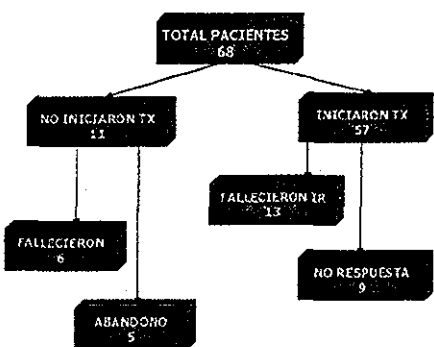 TOTAL PACIENTES
68
NO INICIARON TX
11
INICIARON TX
57
FALLECIERON IR
13
FALLECIERON
6
NO RESPUESTA
9
ABANDONO
5